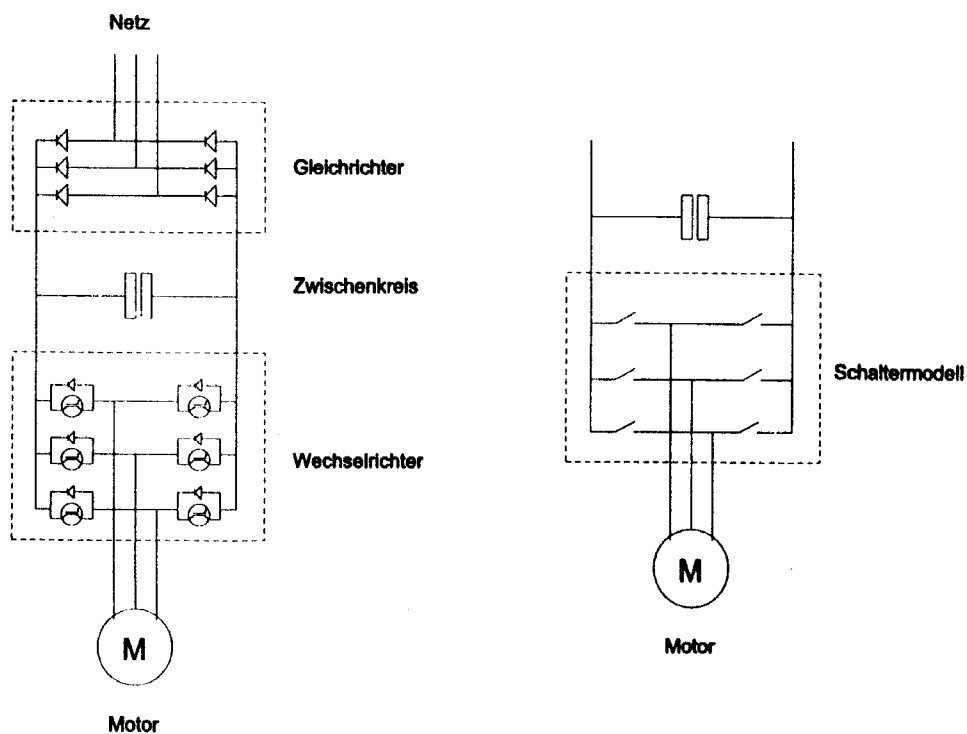 Netz
Gleichrichter
Zwischenkreis
Wechselrichter
M
Motor
Schaltermodell
M
Motor